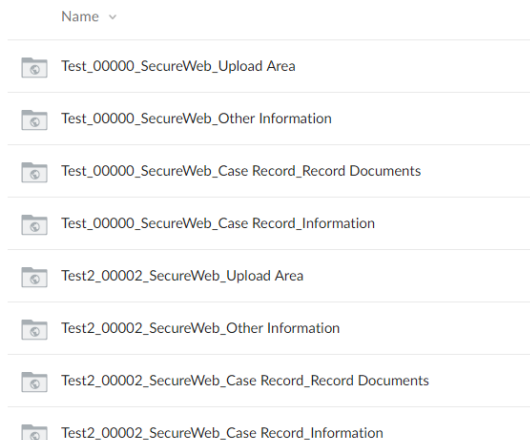 Name
Test_00000_SecureWeb_Upload Area
Test_00000_SecureWeb_Other Information
Test_00000_SecureWeb_Case Record_Record Documents
Test_00000_SecureWeb_Case Record_Information
Test2_00002_SecureWeb_Upload Area
Test2_00002_SecureWeb_Other Information
Test2_00002_SecureWeb_Case Record_Record Documents
Test2_00002_SecureWeb_Case Record_Information